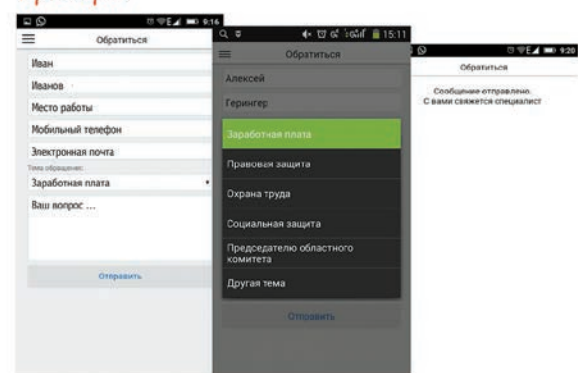 9:16
Обратиться
Иван
Иванов
Место работы
Мобильный телефон
Электронная почта
Тема обращения:
Заработная плата
Ваш вопрос ...
Отправить
15:11
Обратиться
Алексей
Герингер
Заработная плата
Правовая защита
Охрана труда
Социальная защита
Председателю областного
комитета
Другая тема
Отправить
9:20
Обратиться
Сообщение отправлено.
С вами свяжется специалист